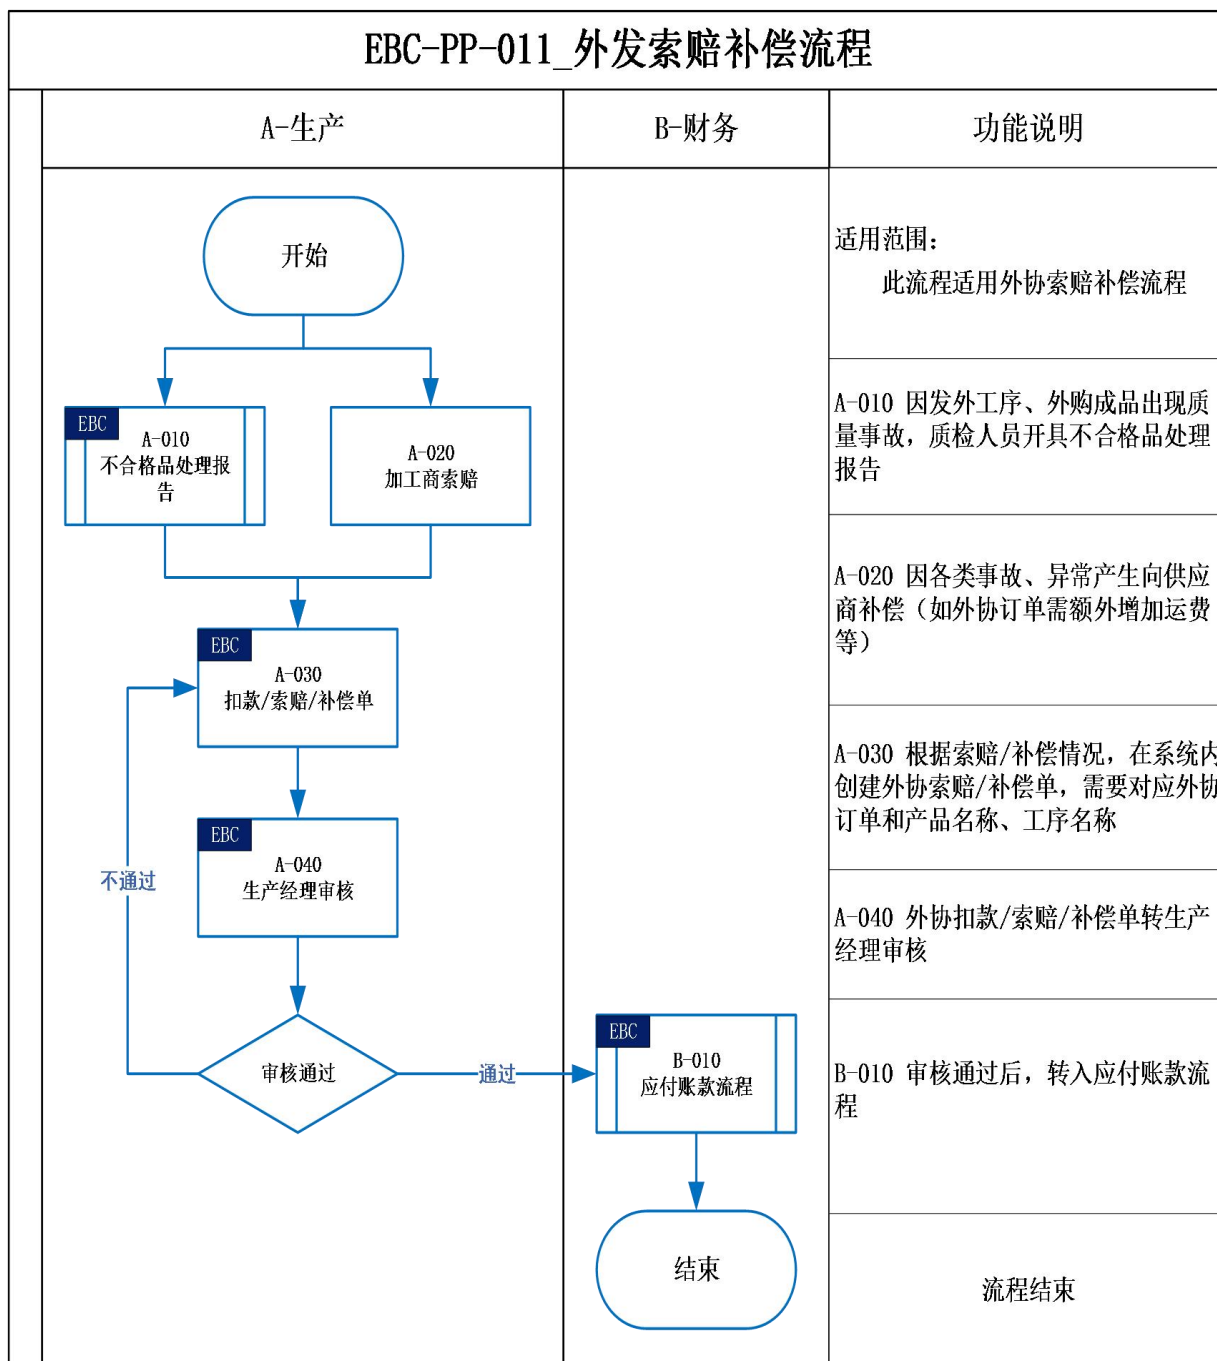 EBC-PP-011_外发索赔补偿流程
A-生产
B-财务
功能说明
开始
适用范围：
此流程适用外协索赔补偿流程
EBC
A-010
不合格品处理报
告
A-020
加工商索赔
A-010 因发外工序、外购成品出现质
量事故，质检人员开具不合格品处理
报告
A-020 因各类事故、异常产生向供应
商补偿（如外协订单需额外增加运费
等）
EBC
A-030
扣款/索赔/补偿单
A-030 根据索赔/补偿情况，在系统内
创建外协索赔/补偿单，需要对应外协
订单和产品名称、工序名称
EBC
A-040
生产经理审核
不通过
A-040 外协扣款/索赔/补偿单转生产
经理审核
审核通过
通过
EBC
B-010
应付账款流程
B-010 审核通过后，转入应付账款流
程
结束
流程结束